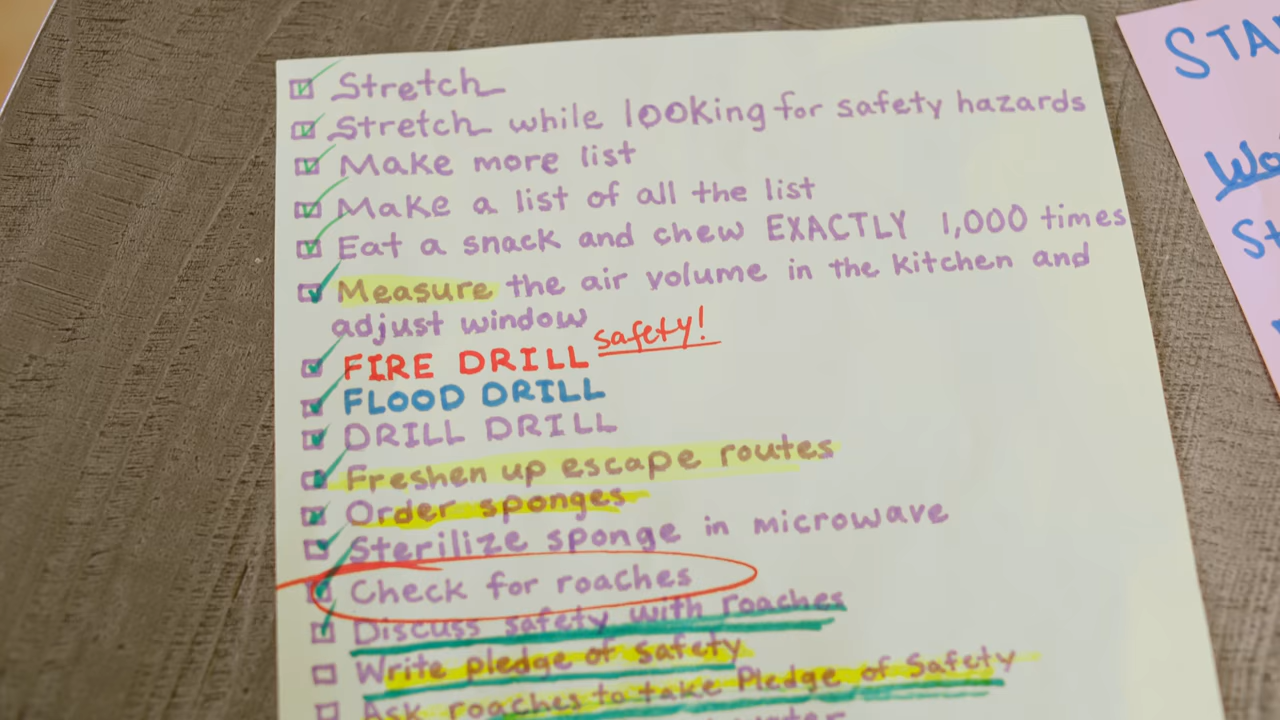 Stretch
Stretch while looking for safety hazards
Make more list
Make a list of all the list
Eat a snack and chew EXACTLY 1,000 times
Measure the air volume in the kitchen and
adjust window
FIRE DRILL safety!
FLOOD DRILL
DRILL DRILL
Freshen up escape routes
Order sponges
Sterilize sponge in microwave
Check for roaches
Discuss safety with roaches
Write pledge of safety
Ask roaches to take Pledge of Safety
STA
Wo
St